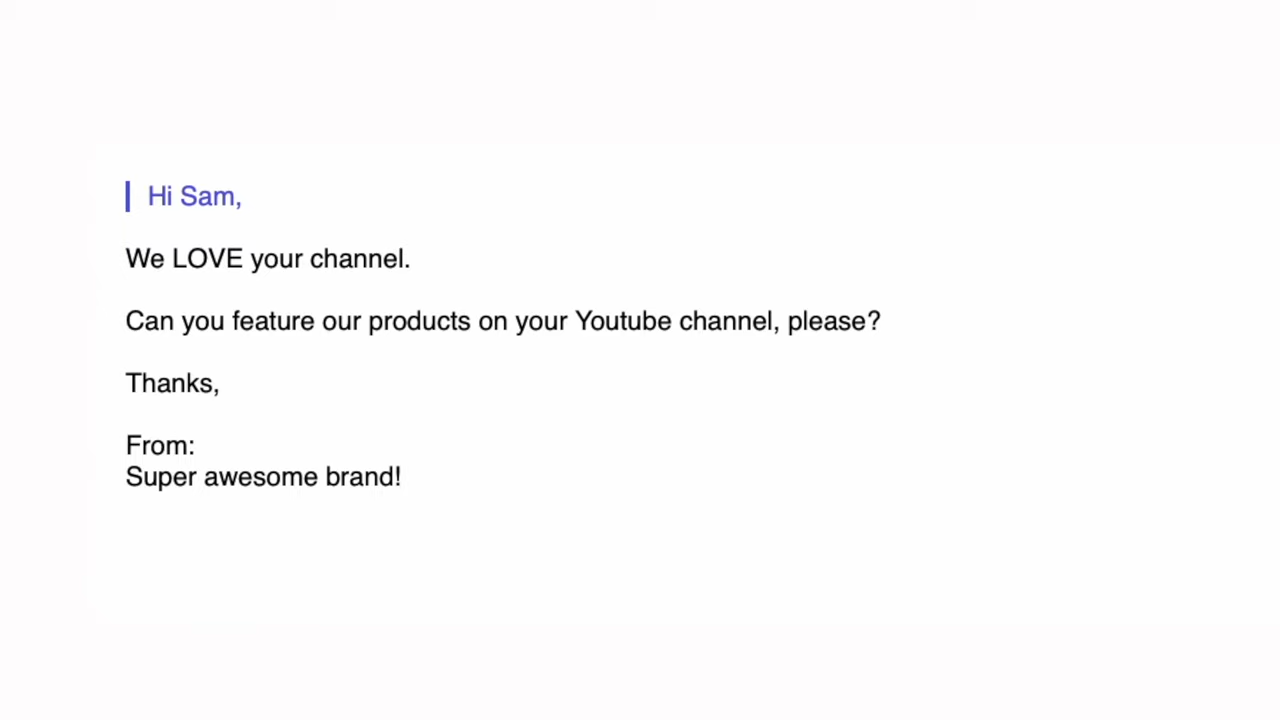 Hi Sam,
We LOVE your channel.
Can you feature our products on your Youtube channel, please?
Thanks,
From:
Super awesome brand!